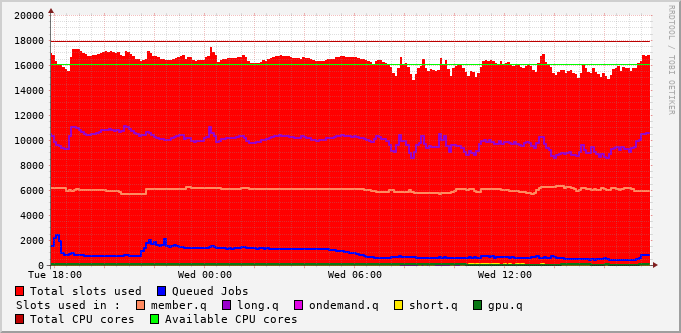 20000
18000
16000
14000
12000
10000
8000
6000
4000
2000
0
Tue 18:00 Wed 00:00 Wed 06:00 Wed 12:00
Total slots used Queued Jobs
Slots used in : member.q long.q ondemand.q short.q gpu.q
Total CPU cores Available CPU cores
RRDTOOL / TOBI OETIKER